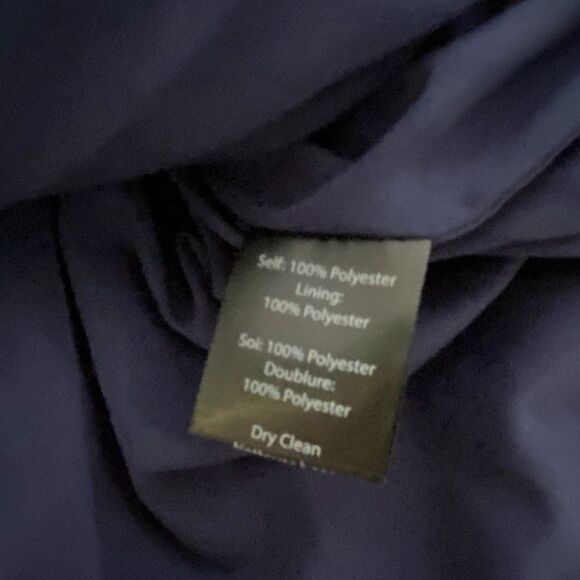 Self: 100% Polyester
Lining:
100% Polyester
Soi: 100% Polyester
Doublure:
100% Polyester
Dry Clean